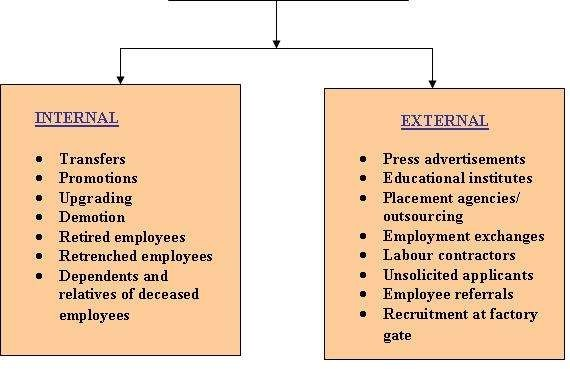 INTERNAL
• Transfers
• Promotions
• Upgrading
• Demotion
• Retired employees
• Retrenched employees
• Dependents and
relatives of deceased
employees
EXTERNAL
• Press advertisements
• Educational institutes
• Placement agencies/
outsourcing
• Employment exchanges
• Labour contractors
• Unsolicited applicants
• Employee referrals
• Recruitment at factory
gate